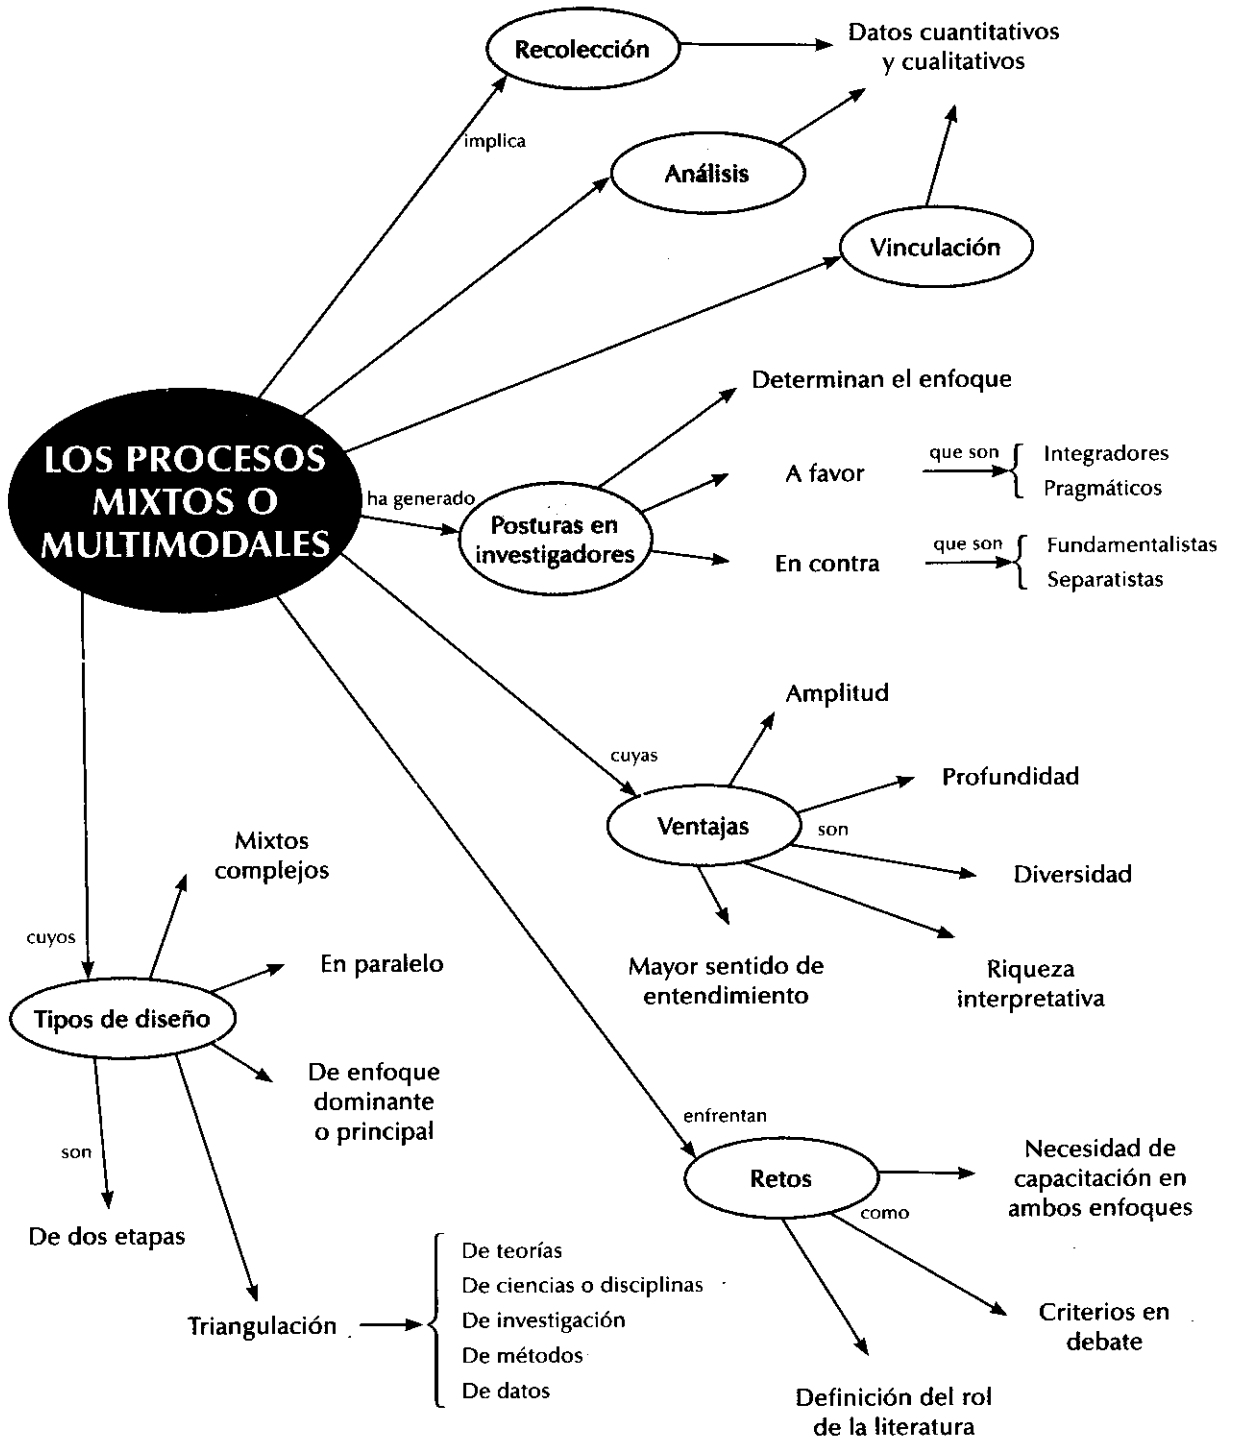 Recolección
Datos cuantitativos
y cualitativos
implica
Análisis
Vinculación
LOS PROCESOS
MIXTOS O
MULTIMODALES
ha generado
Posturas en
investigadores
Determinan el enfoque
A favor
que son
Integradores
Pragmáticos
En contra
que son
Fundamentalistas
Separatistas
cuyas
Ventajas
son
Amplitud
Profundidad
Diversidad
Riqueza
interpretativa
Mayor sentido de
entendimiento
cuyos
Tipos de diseño
son
Mixtos
complejos
En paralelo
De enfoque
dominante
o principal
De dos etapas
Triangulación
De teorías
De ciencias o disciplinas
De investigación
De métodos
De datos
enfrentan
Retos
como
Necesidad de
capacitación en
ambos enfoques
Criterios en
debate
Definición del rol
de la literatura